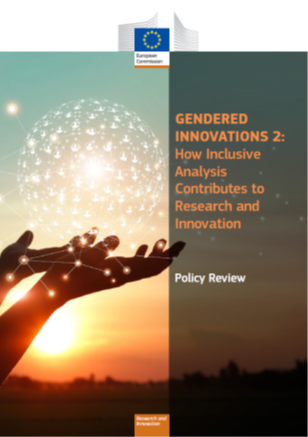 European
Commission
GENDERED
INNOVATIONS 2:
How Inclusive
Analysis
Contributes to
Research and
Innovation
Policy Review
Research and
Innovation